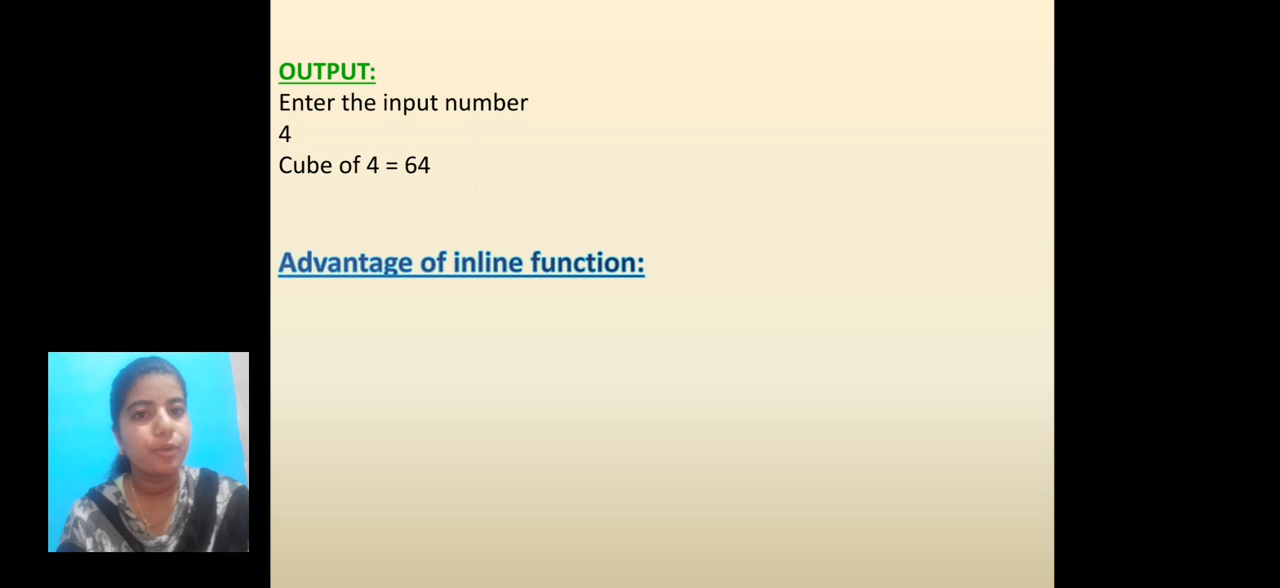 OUTPUT:
Enter the input number
4
Cube of 4 = 64
Advantage of inline function: